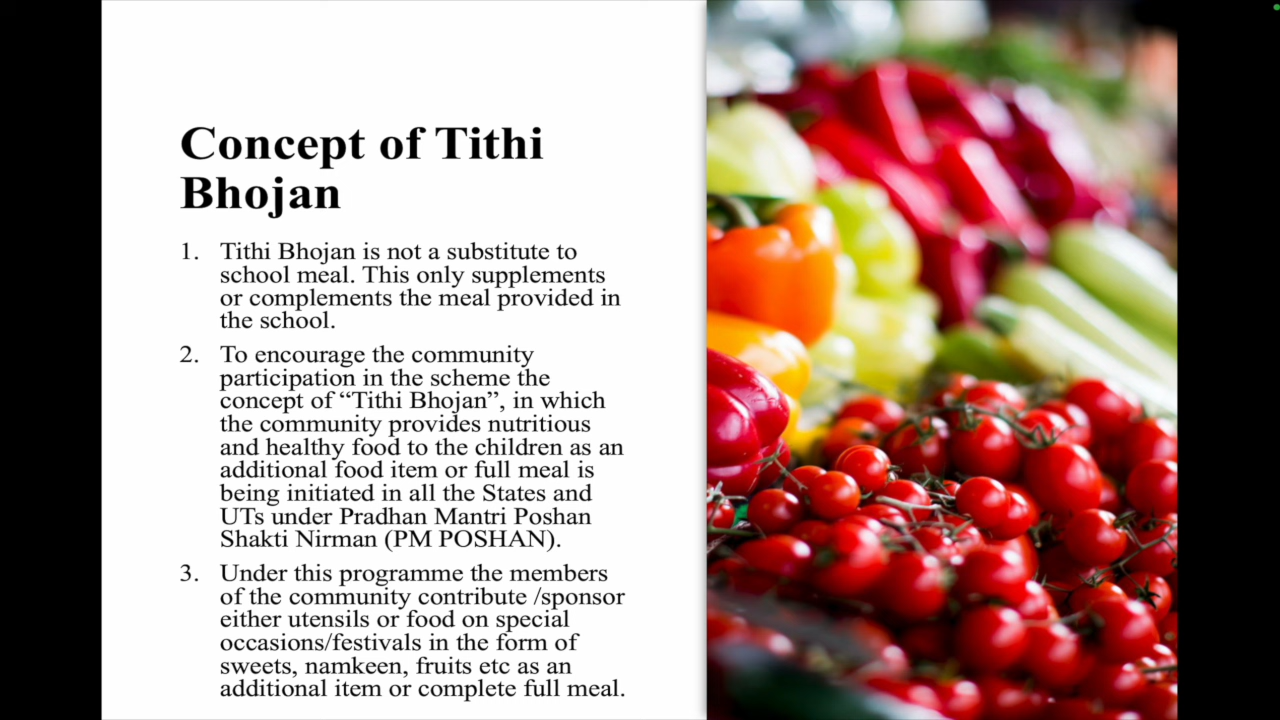 Concept of Tithi
Bhojan
1. Tithi Bhojan is not a substitute to
school meal. This only supplements
or complements the meal provided in
the school.
2. To encourage the community
participation in the scheme the
concept of “Tithi Bhojan”, in which
the community provides nutritious
and healthy food to the children as an
additional food item or full meal is
being initiated in all the States and
UTs under Pradhan Mantri Poshan
Shakti Nirman (PM POSHAN).
3. Under this programme the members
of the community contribute /sponsor
either utensils or food on special
occasions/festivals in the form of
sweets, namkeen, fruits etc as an
additional item or complete full meal.